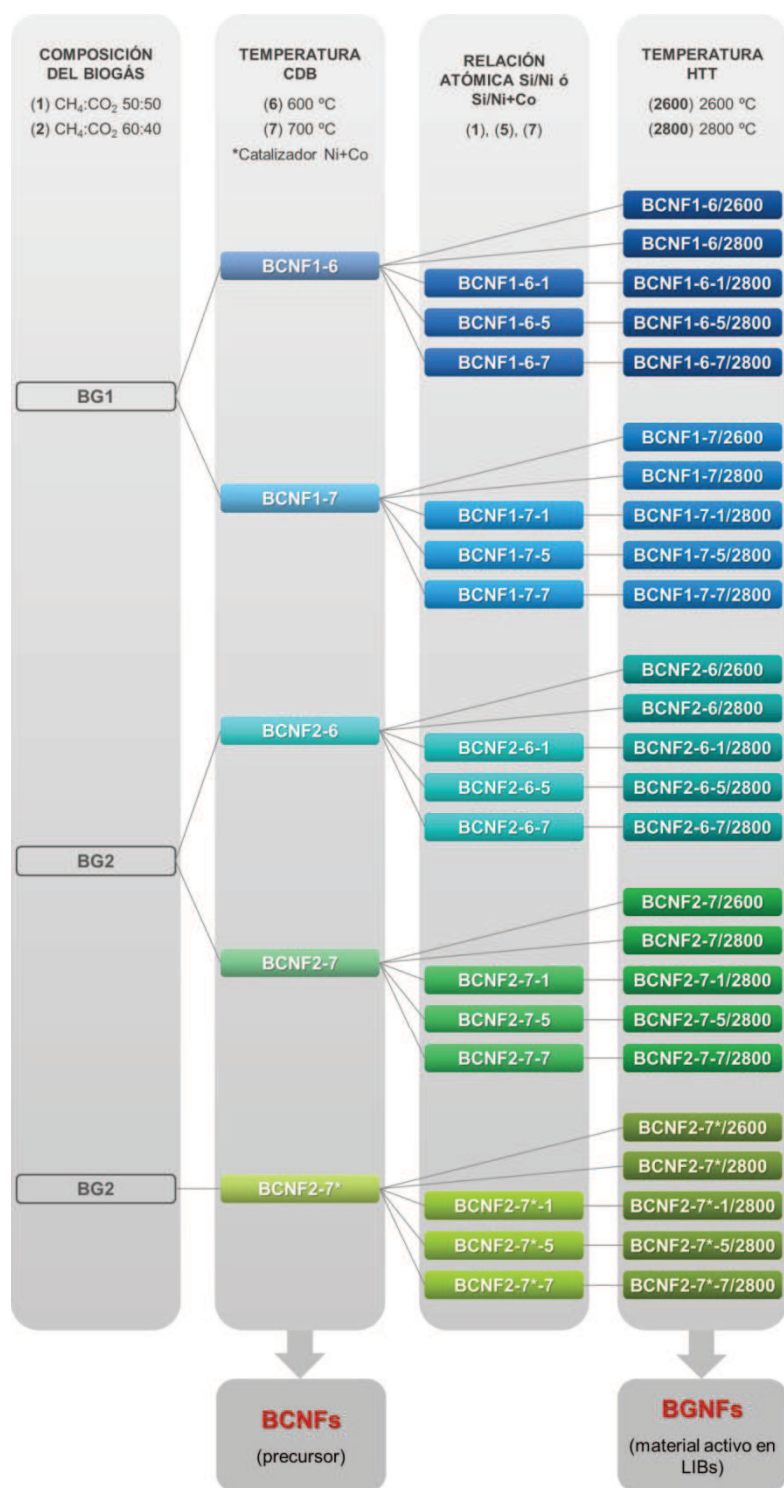 COMPOSICIÓN
DEL BIOGÁS
(1) CH₄:CO₂ 50:50
(2) CH₄:CO₂ 60:40
TEMPERATURA
CDB
(6) 600 ºC
(7) 700 ºC
*Catalizador Ni+Co
RELACIÓN
ATÓMICA Si/Ni ó
Si/Ni+Co
(1), (5), (7)
TEMPERATURA
HTT
(2600) 2600 ºC
(2800) 2800 ºC
BG1
BCNF1-6
BCNF1-6/2600
BCNF1-6/2800
BCNF1-6-1
BCNF1-6-1/2800
BCNF1-6-5
BCNF1-6-5/2800
BCNF1-6-7
BCNF1-6-7/2800
BCNF1-7
BCNF1-7/2600
BCNF1-7/2800
BCNF1-7-1
BCNF1-7-1/2800
BCNF1-7-5
BCNF1-7-5/2800
BCNF1-7-7
BCNF1-7-7/2800
BG2
BCNF2-6
BCNF2-6/2600
BCNF2-6/2800
BCNF2-6-1
BCNF2-6-1/2800
BCNF2-6-5
BCNF2-6-5/2800
BCNF2-6-7
BCNF2-6-7/2800
BCNF2-7
BCNF2-7/2600
BCNF2-7/2800
BCNF2-7-1
BCNF2-7-1/2800
BCNF2-7-5
BCNF2-7-5/2800
BCNF2-7-7
BCNF2-7-7/2800
BG2
BCNF2-7*
BCNF2-7*/2600
BCNF2-7*/2800
BCNF2-7*-1
BCNF2-7*-1/2800
BCNF2-7*-5
BCNF2-7*-5/2800
BCNF2-7*-7
BCNF2-7*-7/2800
BCNFs
(precursor)
BGNFs
(material activo en
LIBs)